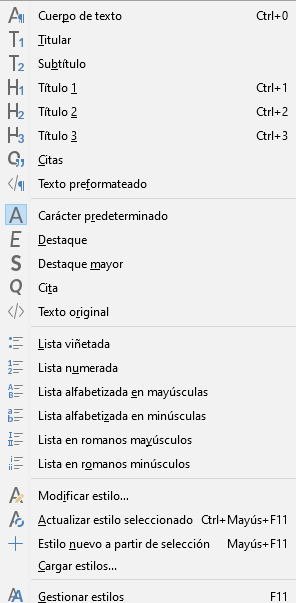 Cuerpo de texto Ctrl+0
Titular
Subtítulo
Título 1 Ctrl+1
Título 2 Ctrl+2
Título 3 Ctrl+3
Citas
Texto preformateado
Carácter predeterminado
Destaque
Destaque mayor
Cita
Texto original
Lista viñetada
Lista numerada
Lista alfabetizada en mayúsculas
Lista alfabetizada en minúsculas
Lista en romanos mayúsculos
Lista en romanos minúsculos
Modificar estilo...
Actualizar estilo seleccionado Ctrl+Mayús+F11
Estilo nuevo a partir de selección Mayús+F11
Cargar estilos...
Gestionar estilos F11